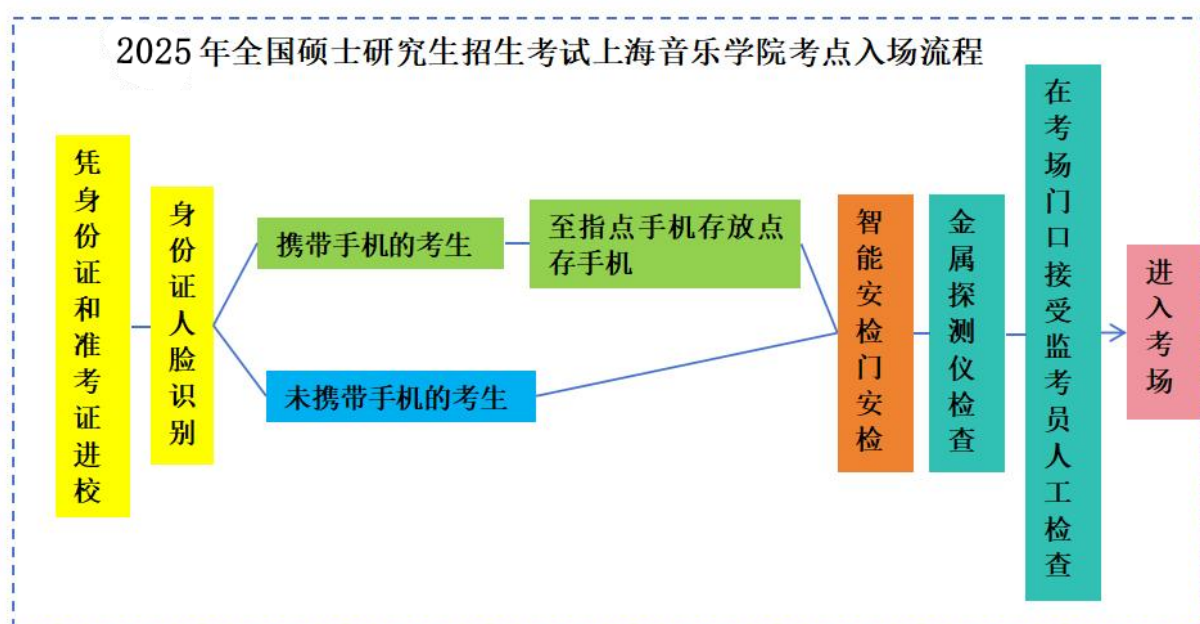 2025年全国硕士研究生招生考试上海音乐学院考点入场流程
凭身份证和准考证进校
身份证人脸识别
携带手机的考生
至指点手机存放点
存手机
未携带手机的考生
智能安检门安检
金属探测仪检查
在考场门口接受监考员人工检查
进入考场